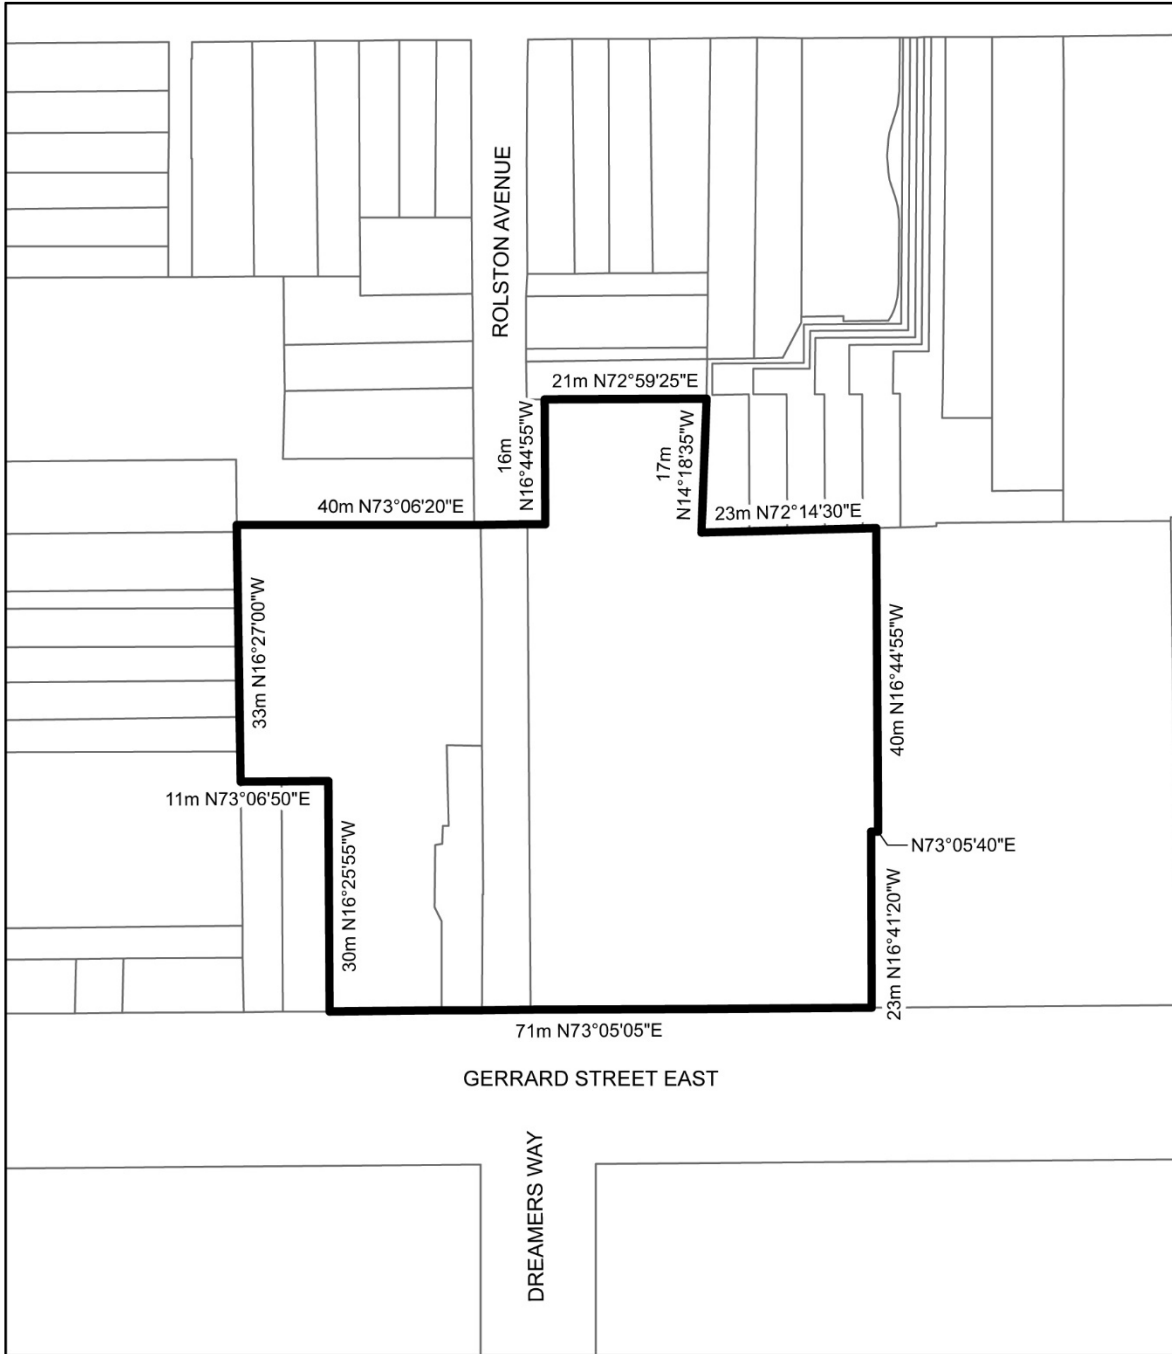 ROLSTON AVENUE
21m N72°59'25"E
16m
N16°44'55"W
17m
N14°18'35"W
40m N73°06'20"E
23m N72°14'30"E
33m N16°27'00"W
40m N16°44'55"W
11m N73°06'50"E
N73°05'40"E
30m N16°25'55"W
23m N16°41'20"W
71m N73°05'05"E
GERRARD STREET EAST
DREAMERS WAY